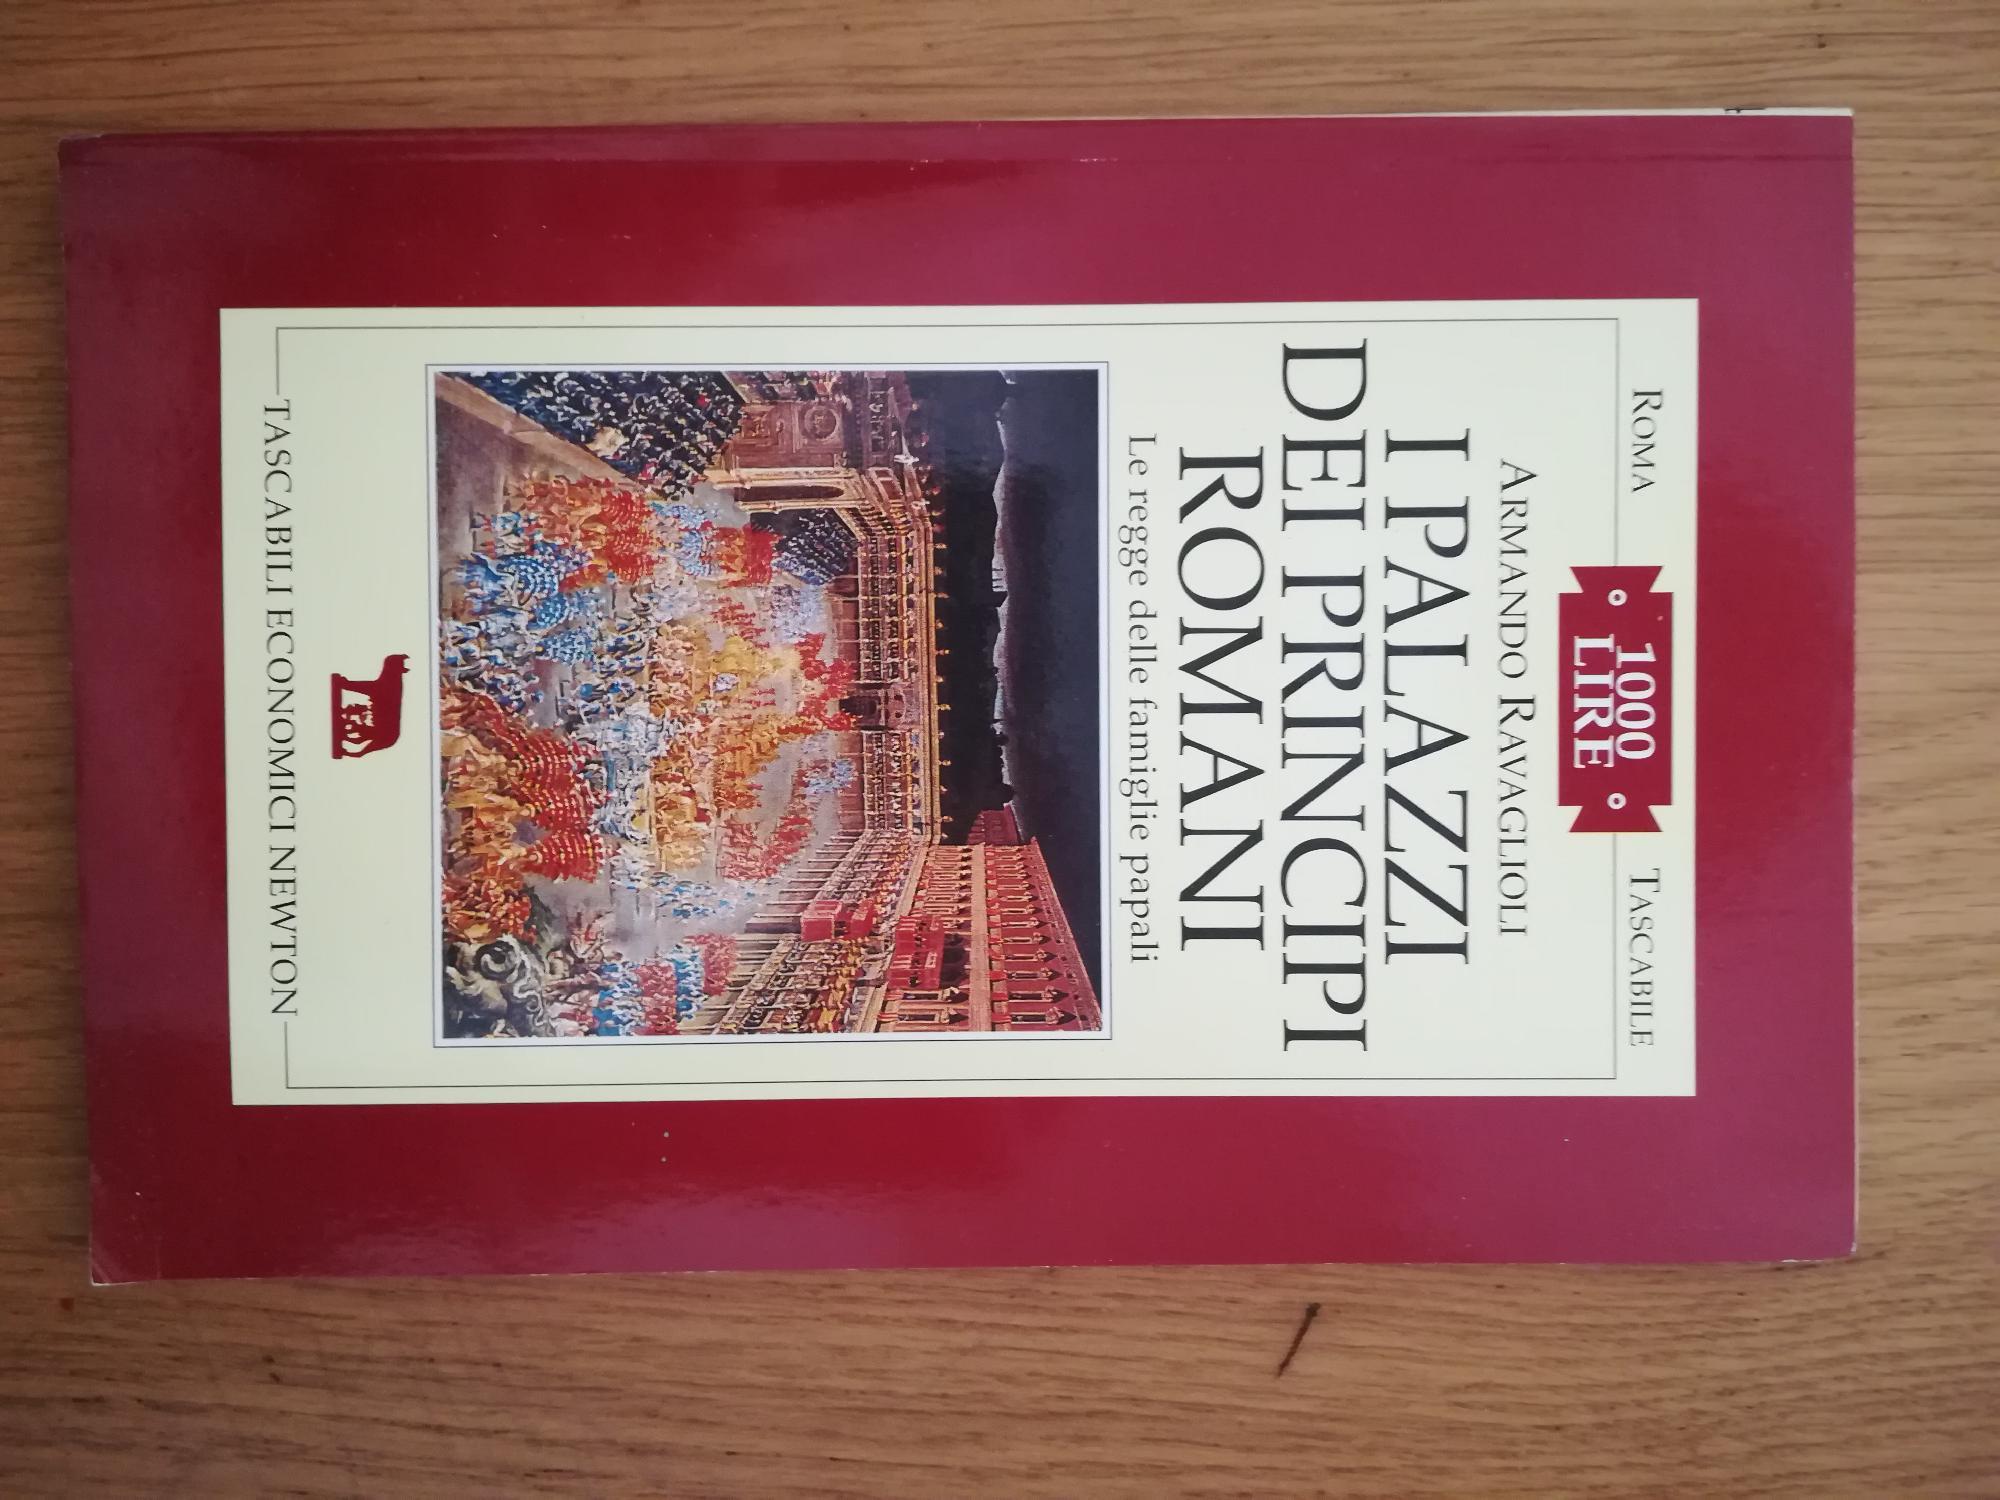 ROMA
1000
LIRE
TASCABILE
ARMANDO RAVAGLIOLI
I PALAZZI
DEI PRINCIPI
ROMANI
Le regge delle famiglie papali
TASCABILI ECONOMICI NEWTON